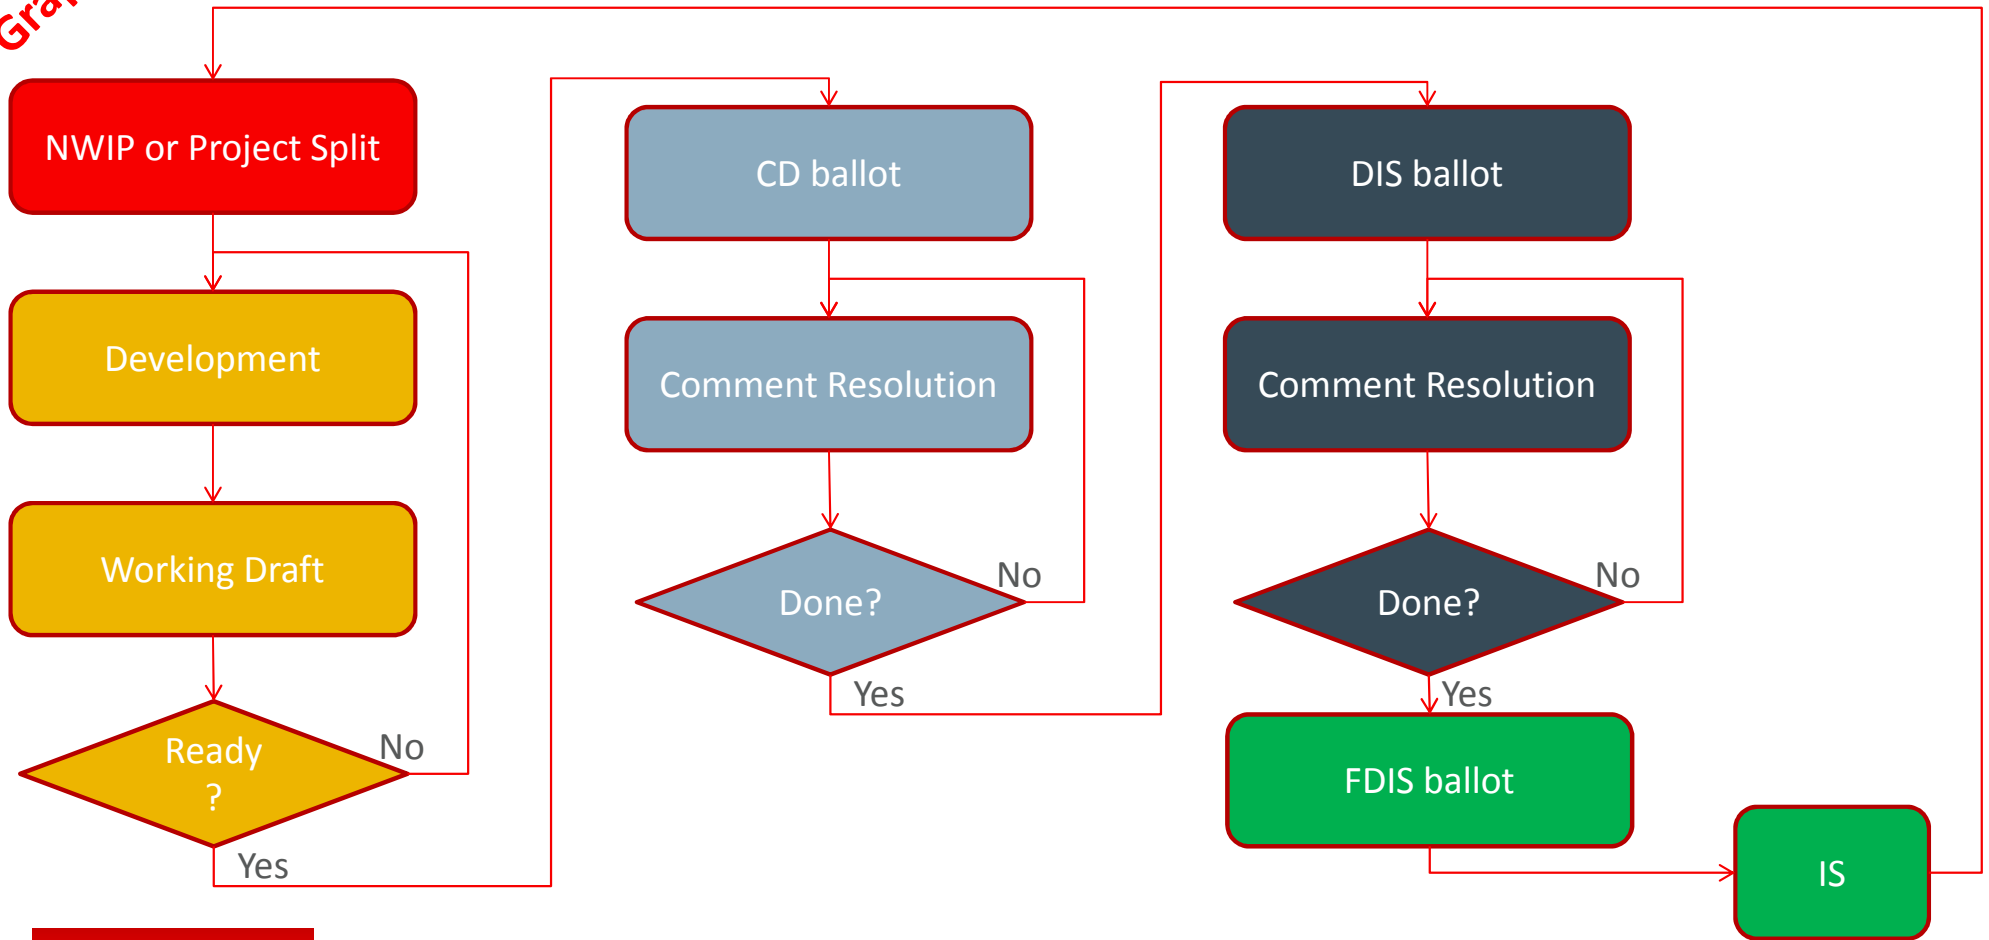 NWIP or Project Split
Development
Working Draft
Ready
?
No
Yes
CD ballot
Comment Resolution
Done?
No
Yes
DIS ballot
Comment Resolution
Done?
No
Yes
FDIS ballot
IS